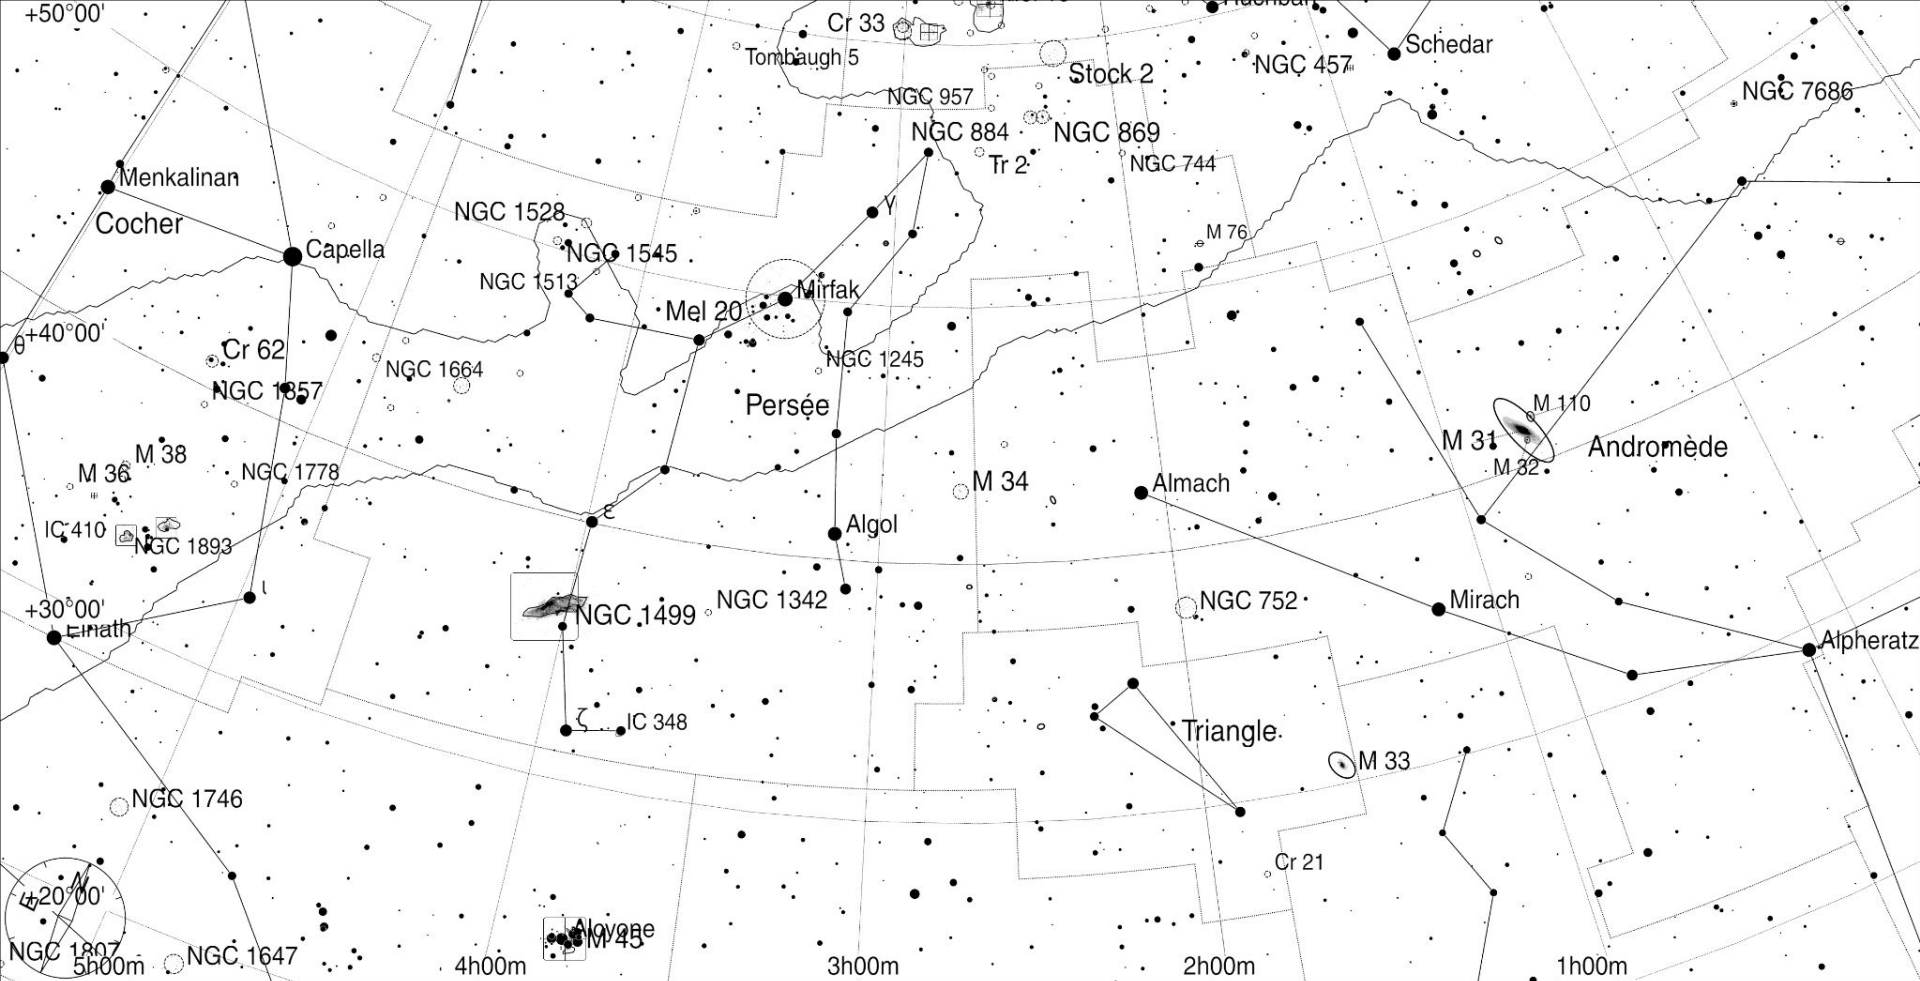 +50°00'
Cr 33
Tombaugh 5
Stock 2
NGC 457
Schedar
NGC 7686
NGC 957
NGC 884
NGC 869
Tr 2
NGC 744
Menkalinan
Cocher
Capella
NGC 1528
NGC 1545
NGC 1513
γ
M 76
Mirfak
Mel 20
+40°00'
θ
Cr 62
NGC 1857
NGC 1664
NGC 1245
Persée
M 110
M 31
M 32
Andromède
M 38
M 36
NGC 1778
M 34
Almach
IC 410
NGC 1893
ε
Algol
ι
+30°00'
Elnath
NGC 1499
NGC 1342
NGC 752
Mirach
Alpheratz
ζ
IC 348
Triangle
M 33
NGC 1746
Cr 21
N
E
+20°00'
Alcyone
M 45
NGC 1807
NGC 1647
5h00m
4h00m
3h00m
2h00m
1h00m